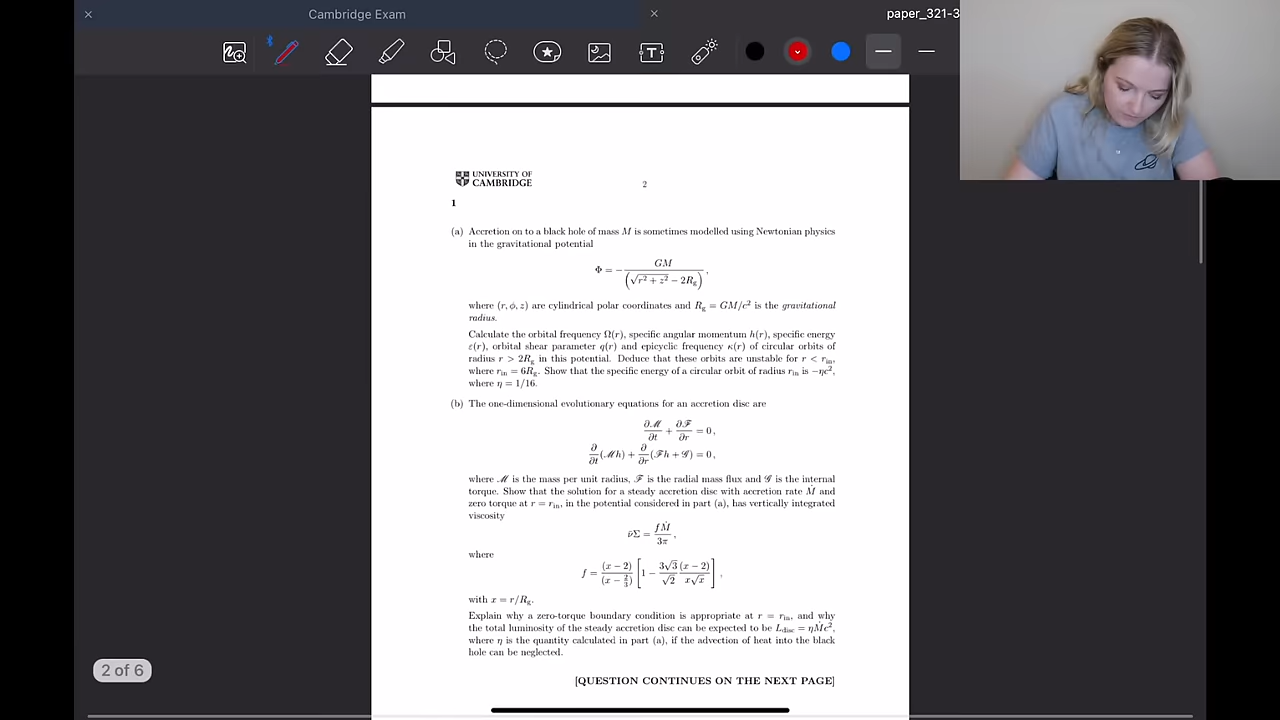 Cambridge Exam
paper_321-3
UNIVERSITY OF
CAMBRIDGE
2
1
(a) Accretion on to a black hole of mass M is sometimes modelled using Newtonian physics
in the gravitational potential
Φ = − GM / (√(r² + z²) − 2R_g) ,
where (r, ϕ, z) are cylindrical polar coordinates and R_g = GM/c² is the gravitational
radius.
Calculate the orbital frequency Ω(r), specific angular momentum h(r), specific energy
ε(r), orbital shear parameter q(r) and epicyclic frequency κ(r) of circular orbits of
radius r > 2R_g in this potential. Deduce that these orbits are unstable for r < r_in,
where r_in = 6R_g. Show that the specific energy of a circular orbit of radius r_in is −ηc²,
where η = 1/16.
(b) The one-dimensional evolutionary equations for an accretion disc are
∂ℳ/∂t + ∂ℱ/∂r = 0 ,
∂/∂t (ℳh) + ∂/∂r (ℱh + 𝒢) = 0 ,
where ℳ is the mass per unit radius, ℱ is the radial mass flux and 𝒢 is the internal
torque. Show that the solution for a steady accretion disc with accretion rate Ṁ and
zero torque at r = r_in, in the potential considered in part (a), has vertically integrated
viscosity
ν̄Σ = fṀ / 3π ,
where
f = (x − 2)/(x − 2/3) [1 − (3√3/√2) (x − 2)/(x√x)] ,
with x = r/R_g.
Explain why a zero-torque boundary condition is appropriate at r = r_in, and why
the total luminosity of the steady accretion disc can be expected to be L_disc = ηṀc²,
where η is the quantity calculated in part (a), if the advection of heat into the black
hole can be neglected.
[QUESTION CONTINUES ON THE NEXT PAGE]
2 of 6